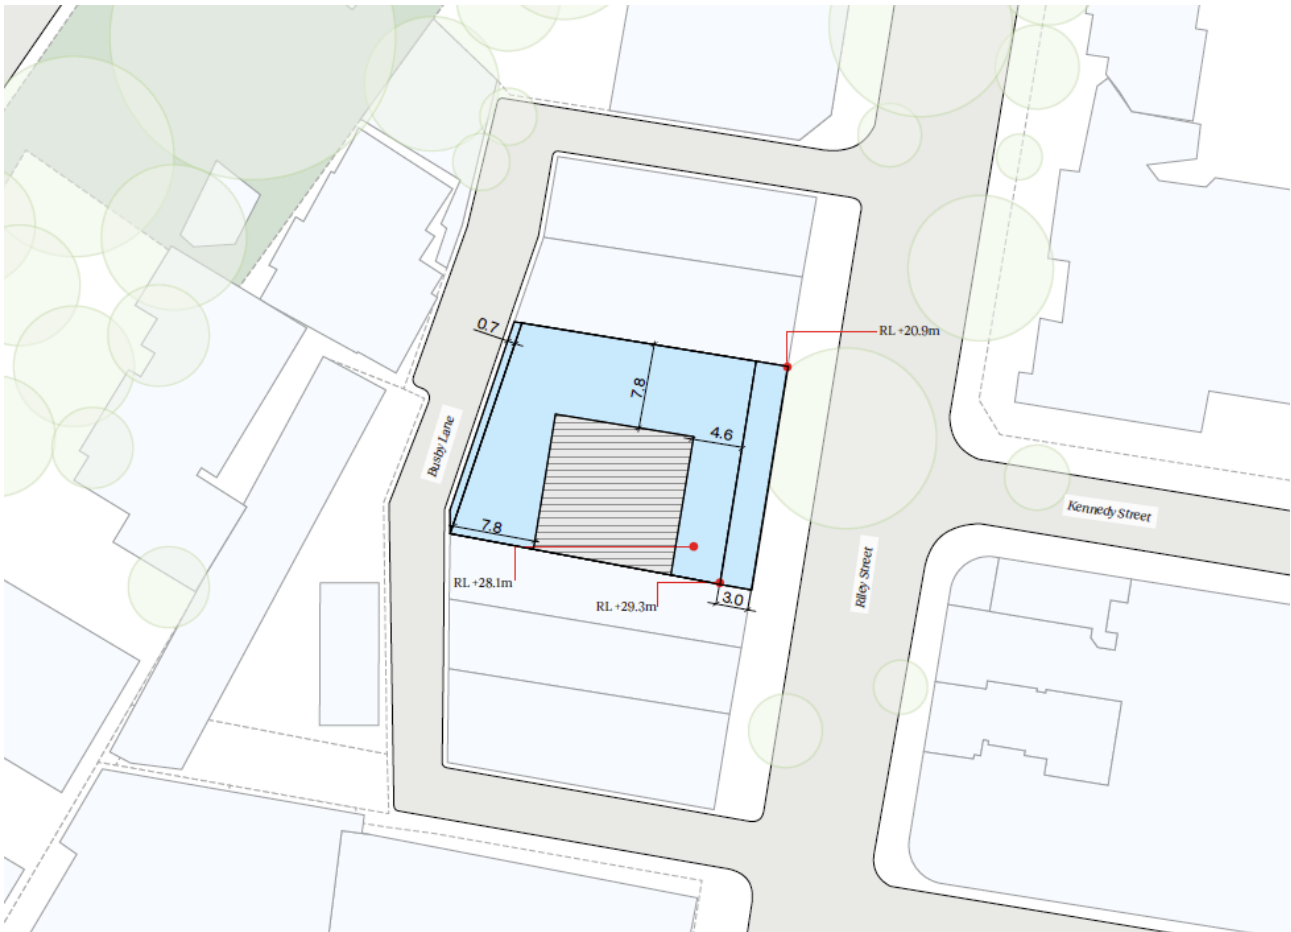 RL +20.9m
0.7
7.8
4.6
Busby Lane
Kennedy Street
7.8
Riley Street
RL +28.1m
RL +29.3m
3.0